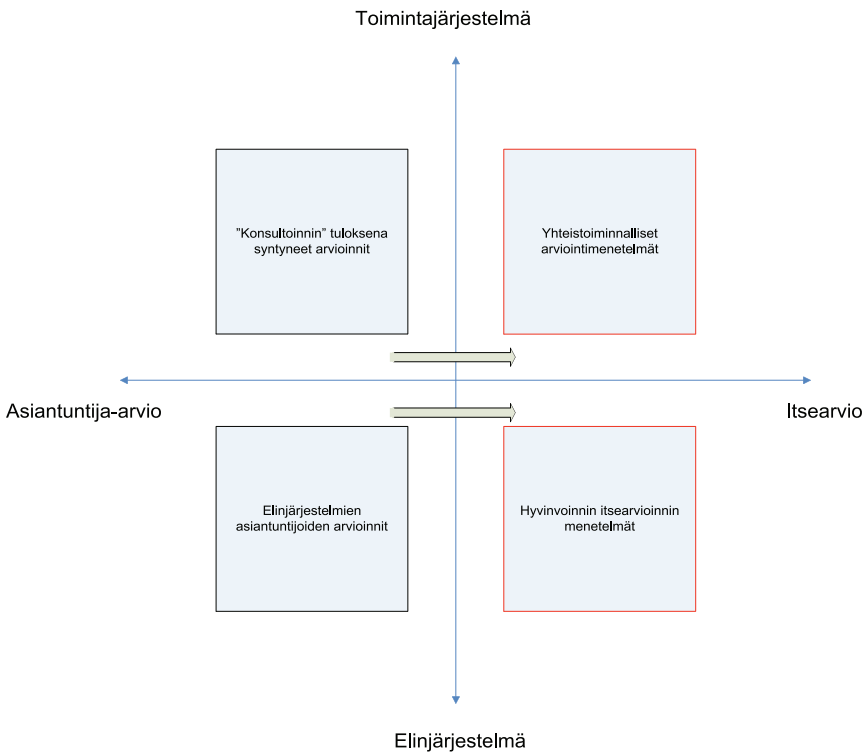 Toimintajärjestelmä
"Konsultoinnin" tuloksena
syntyneet arvioinnit
Yhteistoiminnalliset
arviointimenetelmät
Asiantuntija-arvio
Itsearvio
Elinjärjestelmien
asiantuntijoiden arvioinnit
Hyvinvoinnin itsearvioinnin
menetelmät
Elinjärjestelmä